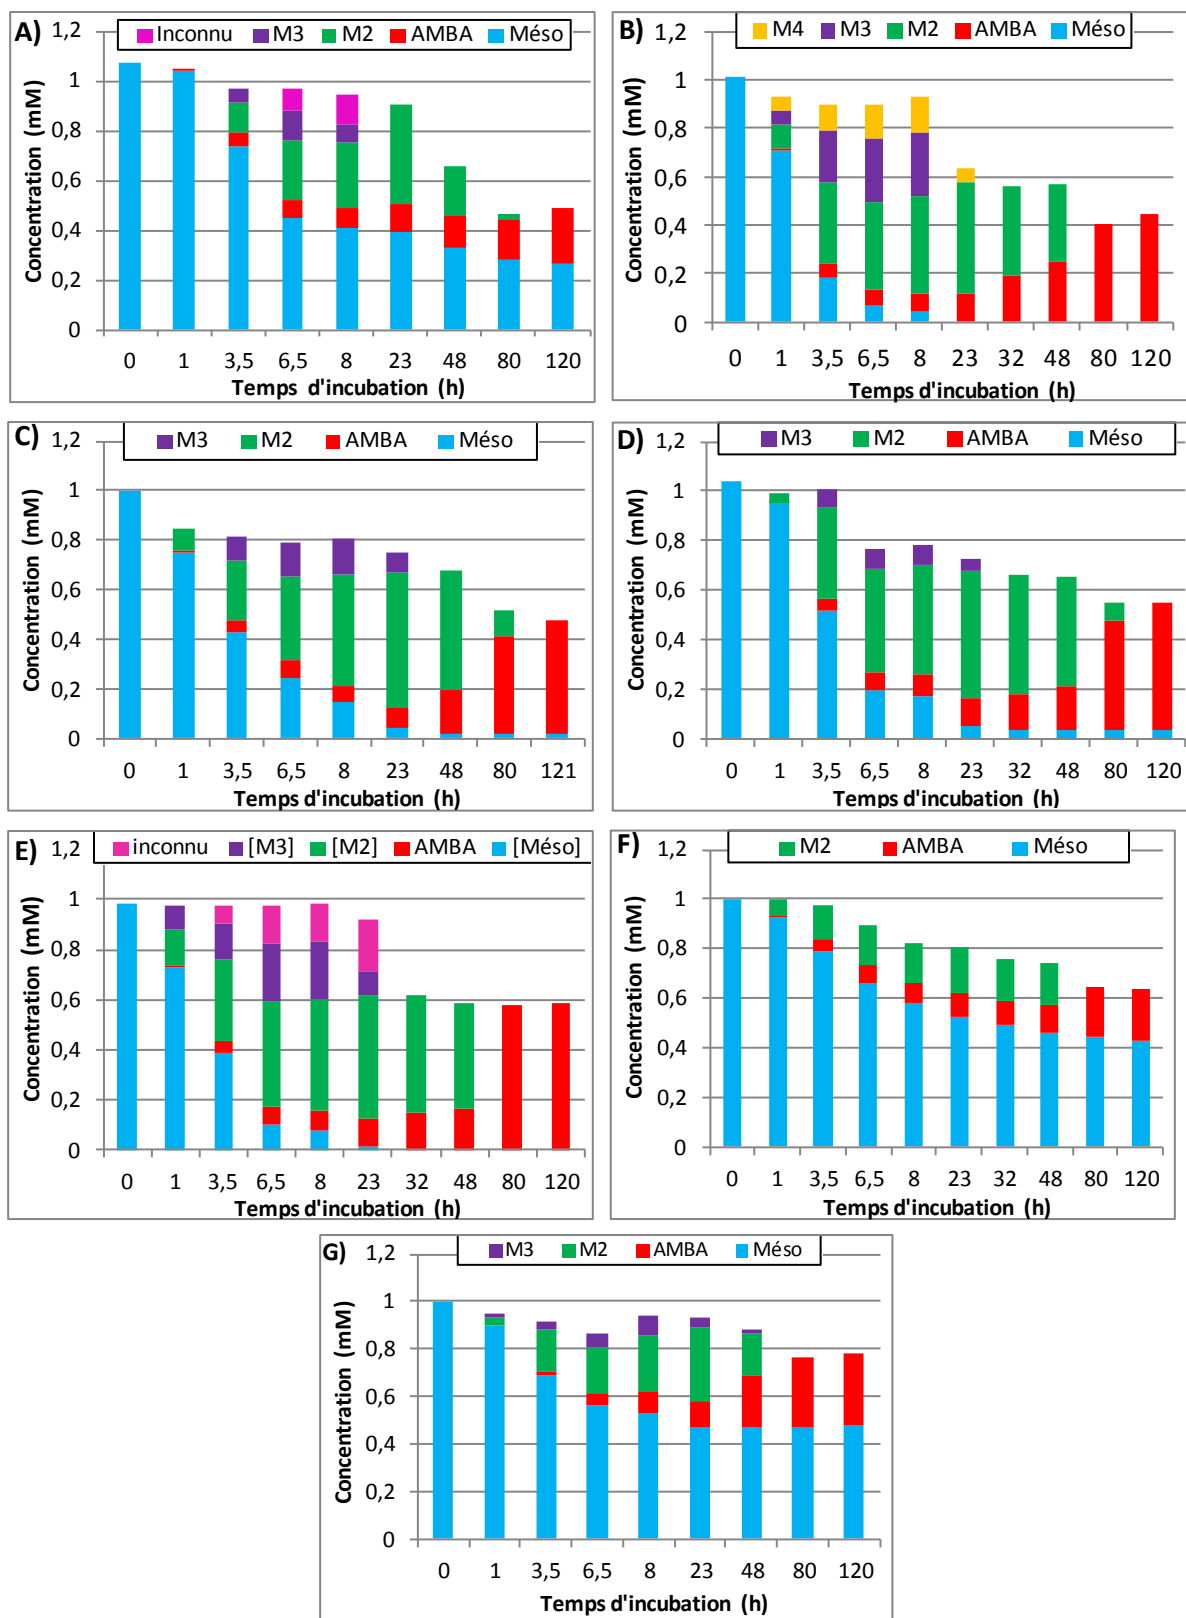 A)
Inconnu M3 M2 AMBA Méso
Concentration (mM)
1,2
1
0,8
0,6
0,4
0,2
0
0 1 3,5 6,5 8 23 48 80 120
Temps d'incubation (h)
B)
M4 M3 M2 AMBA Méso
Concentration (mM)
1,2
1
0,8
0,6
0,4
0,2
0
0 1 3,5 6,5 8 23 32 48 80 120
Temps d'incubation (h)
C)
M3 M2 AMBA Méso
Concentration (mM)
1,2
1
0,8
0,6
0,4
0,2
0
0 1 3,5 6,5 8 23 48 80 121
Temps d'incubation (h)
D)
M3 M2 AMBA Méso
Concentration (mM)
1,2
1
0,8
0,6
0,4
0,2
0
0 1 3,5 6,5 8 23 32 48 80 120
Temps d'incubation (h)
E)
inconnu [M3] [M2] AMBA [Méso]
Concentration (mM)
1,2
1
0,8
0,6
0,4
0,2
0
0 1 3,5 6,5 8 23 32 48 80 120
Temps d'incubation (h)
F)
M2 AMBA Méso
Concentration (mM)
1,2
1
0,8
0,6
0,4
0,2
0
0 1 3,5 6,5 8 23 32 48 80 120
Temps d'incubation (h)
G)
M3 M2 AMBA Méso
Concentration (mM)
1,2
1
0,8
0,6
0,4
0,2
0
0 1 3,5 6,5 8 23 48 80 120
Temps d'incubation (h)